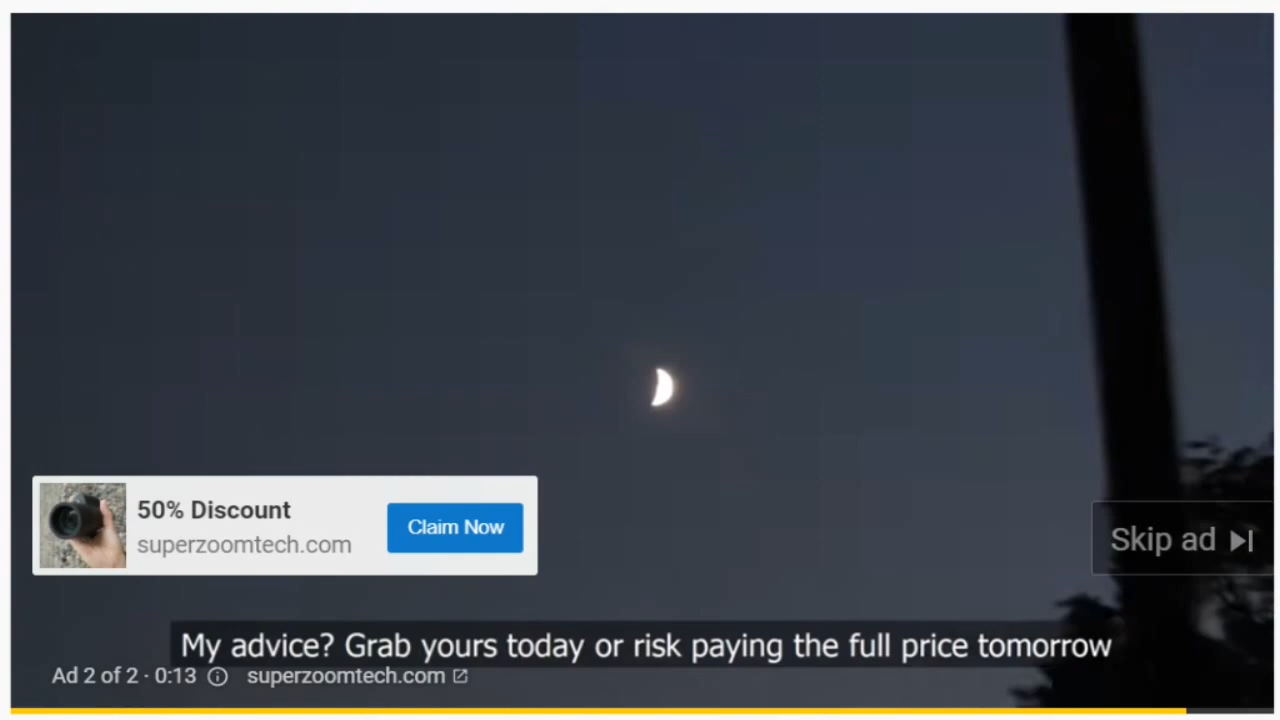 50% Discount
superzoomtech.com
Claim Now
Skip ad
My advice? Grab yours today or risk paying the full price tomorrow
Ad 2 of 2 · 0:13 superzoomtech.com